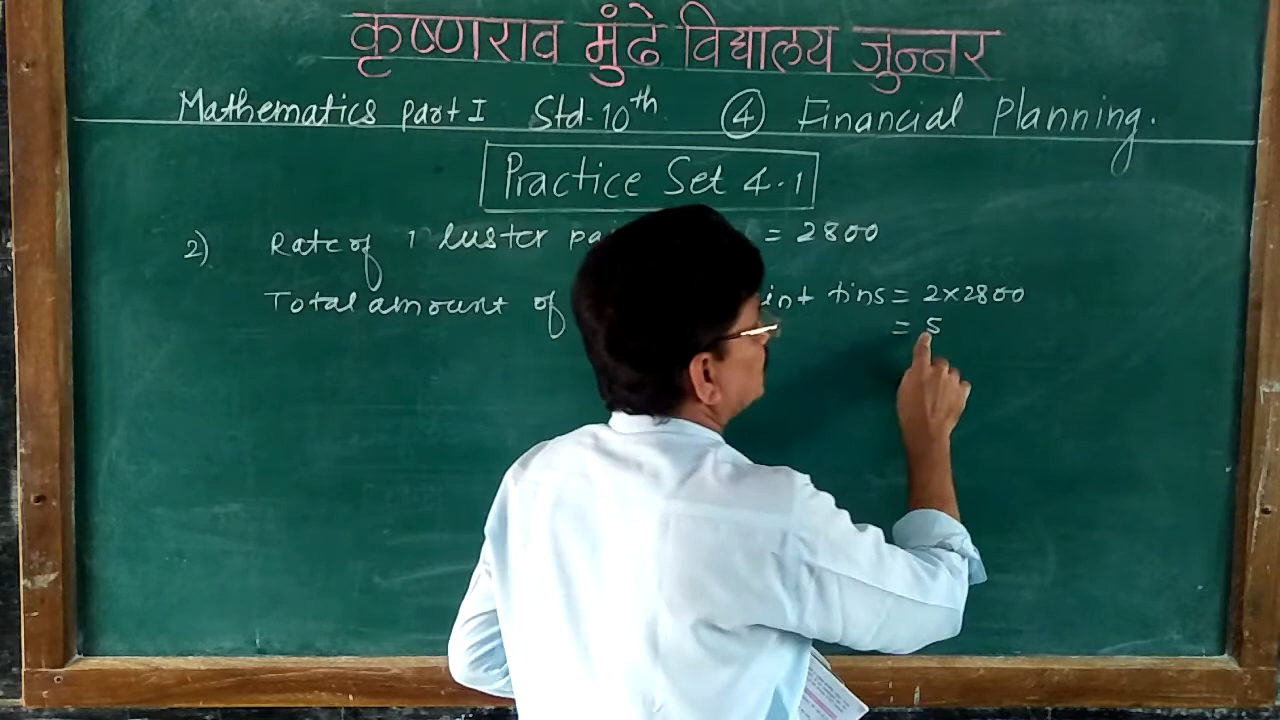 कृष्णराव मुंढे विद्यालय जुन्नर
Mathematics part I Std. 10th ④ Financial Planning.
Practice Set 4.1
2) Rate of 1 luster = 2800
Total amount of tins = 2×2800
= 5